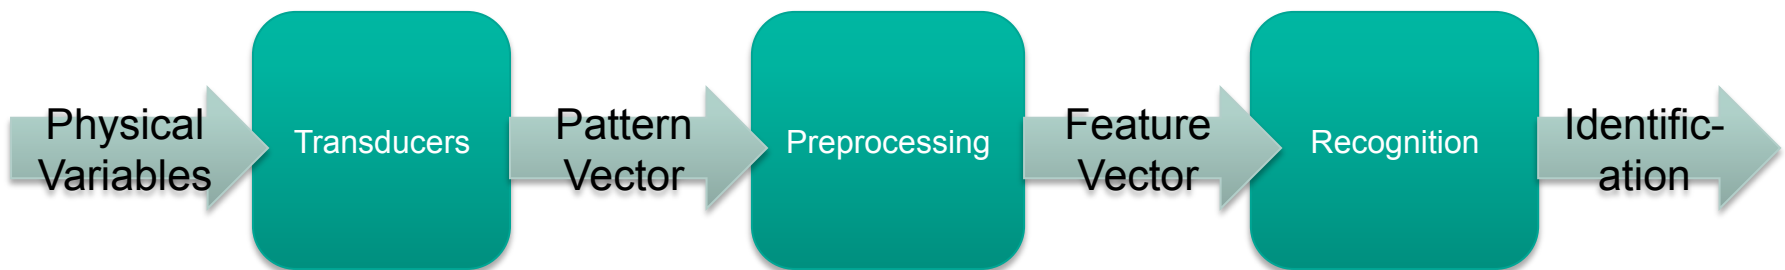 Physical
Variables
Transducers
Pattern
Vector
Preprocessing
Feature
Vector
Recognition
Identific-
ation